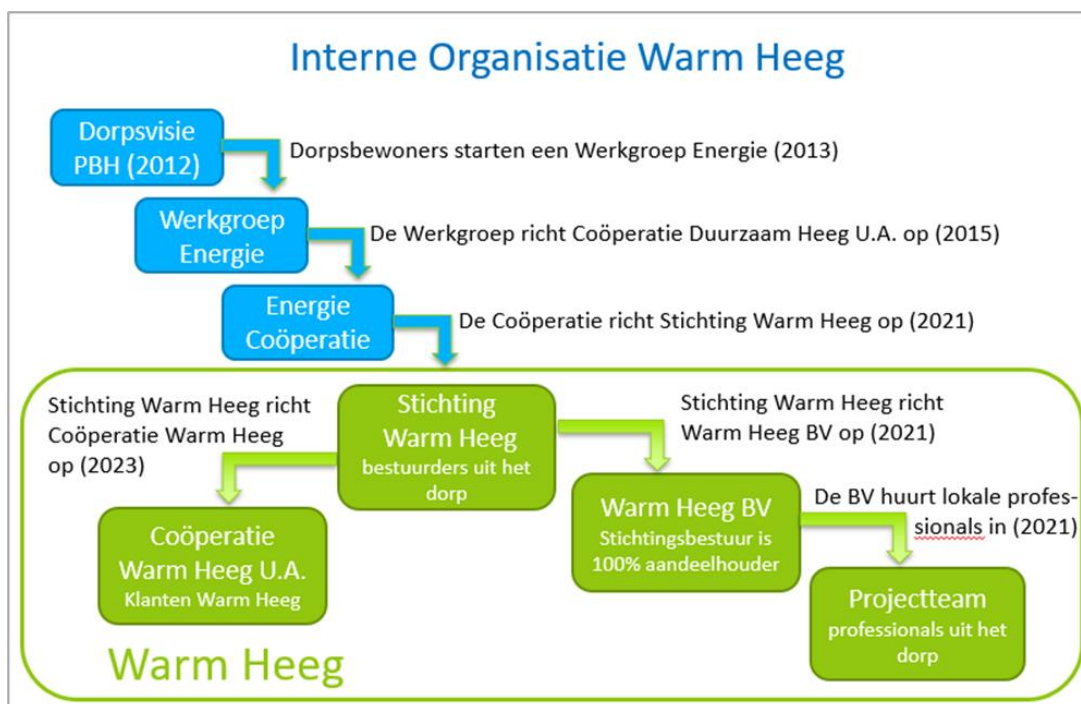 Interne Organisatie Warm Heeg
Dorpsvisie
PBH (2012)
Dorpsbewoners starten een Werkgroep Energie (2013)
Werkgroep
Energie
De Werkgroep richt Coöperatie Duurzaam Heeg U.A. op (2015)
Energie
Coöperatie
De Coöperatie richt Stichting Warm Heeg op (2021)
Stichting Warm Heeg richt
Coöperatie Warm Heeg
op (2023)
Stichting
Warm Heeg
bestuurders uit het
dorp
Stichting Warm Heeg richt
Warm Heeg BV op (2021)
Coöperatie
Warm Heeg U.A.
Klanten Warm Heeg
Warm Heeg BV
Stichtingsbestuur is
100% aandeelhouder
De BV huurt lokale profes-
sionals in (2021)
Projectteam
professionals uit het
dorp
Warm Heeg